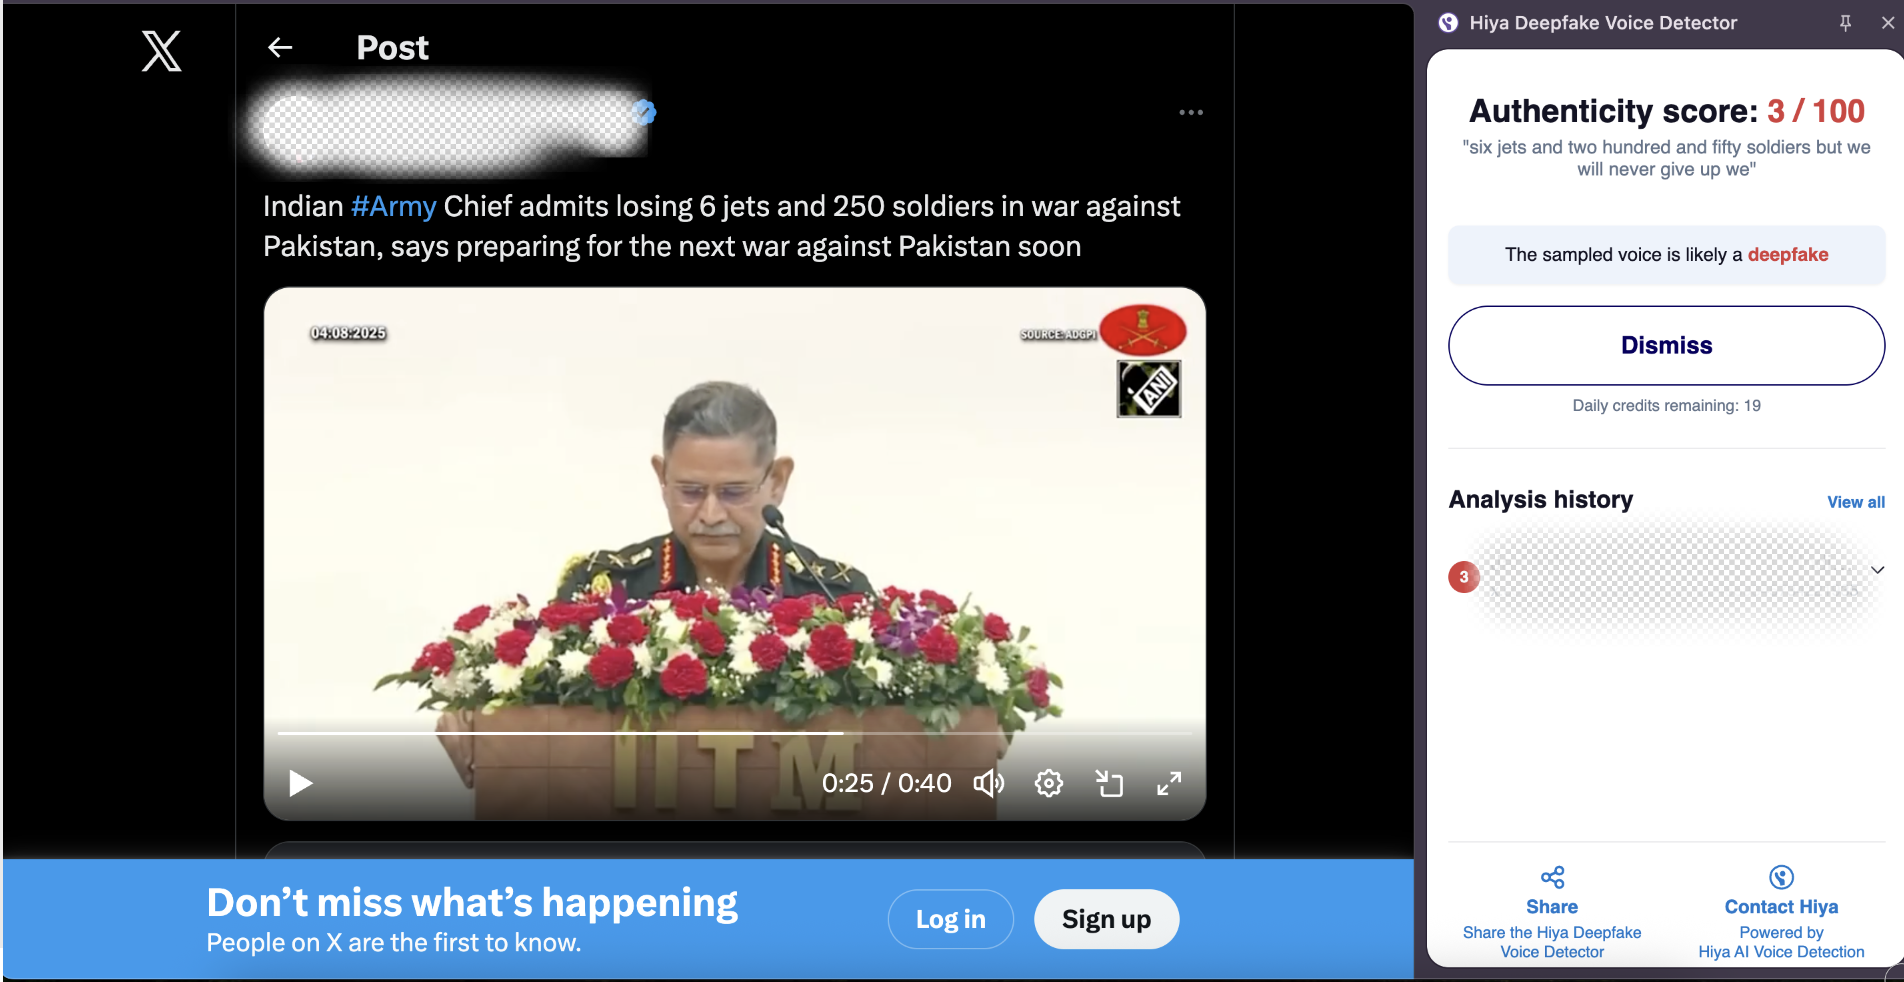 Post
Indian #Army Chief admits losing 6 jets and 250 soldiers in war against
Pakistan, says preparing for the next war against Pakistan soon
04:08:2025
SOURCE: ADGPI
ANI
IITM
0:25 / 0:40
Don’t miss what’s happening
People on X are the first to know.
Log in
Sign up
Hiya Deepfake Voice Detector
Authenticity score: 3 / 100
"six jets and two hundred and fifty soldiers but we
will never give up we"
The sampled voice is likely a deepfake
Dismiss
Daily credits remaining: 19
Analysis history
View all
3
Share
Share the Hiya Deepfake
Voice Detector
Contact Hiya
Powered by
Hiya AI Voice Detection